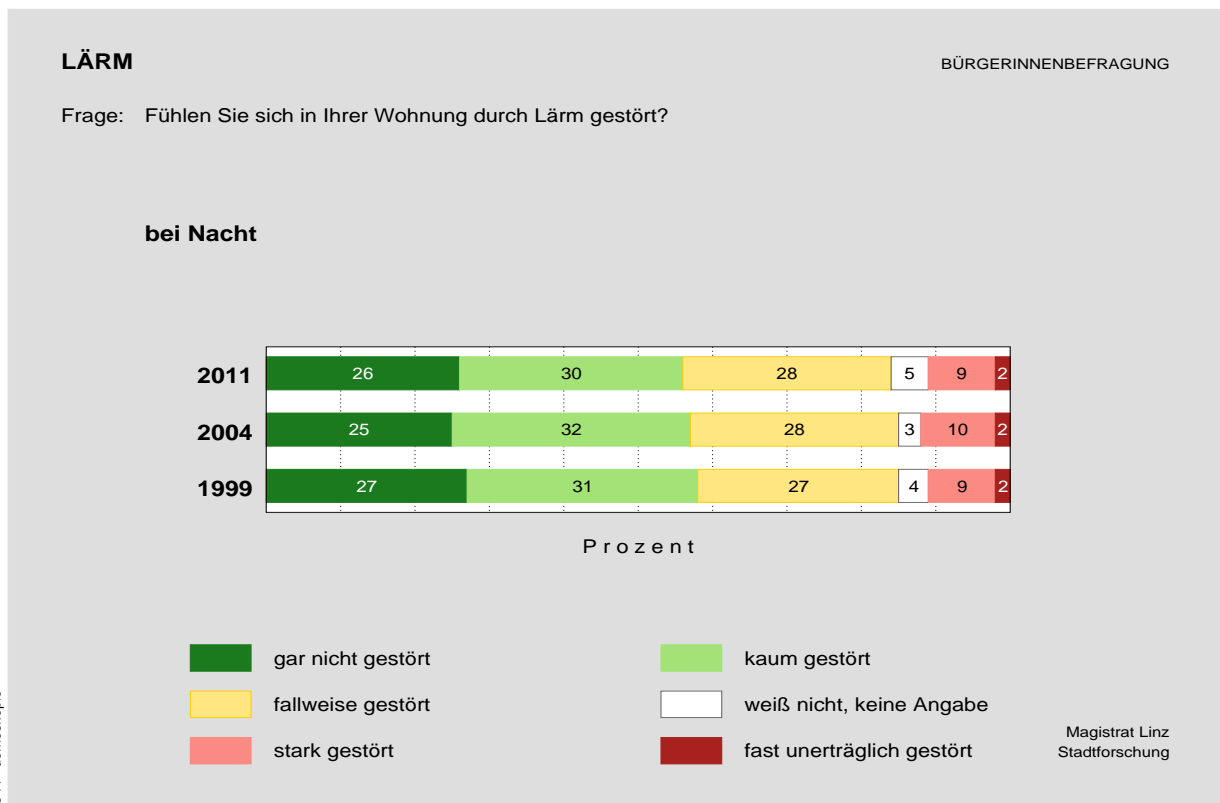 LÄRM
BÜRGERINNENBEFRAGUNG
Frage: Fühlen Sie sich in Ihrer Wohnung durch Lärm gestört?
bei Nacht
2011 26 30 28 5 9 2
2004 25 32 28 3 10 2
1999 27 31 27 4 9 2
Prozent
gar nicht gestört
kaum gestört
fallweise gestört
weiß nicht, keine Angabe
stark gestört
fast unerträglich gestört
Magistrat Linz
Stadtforschung